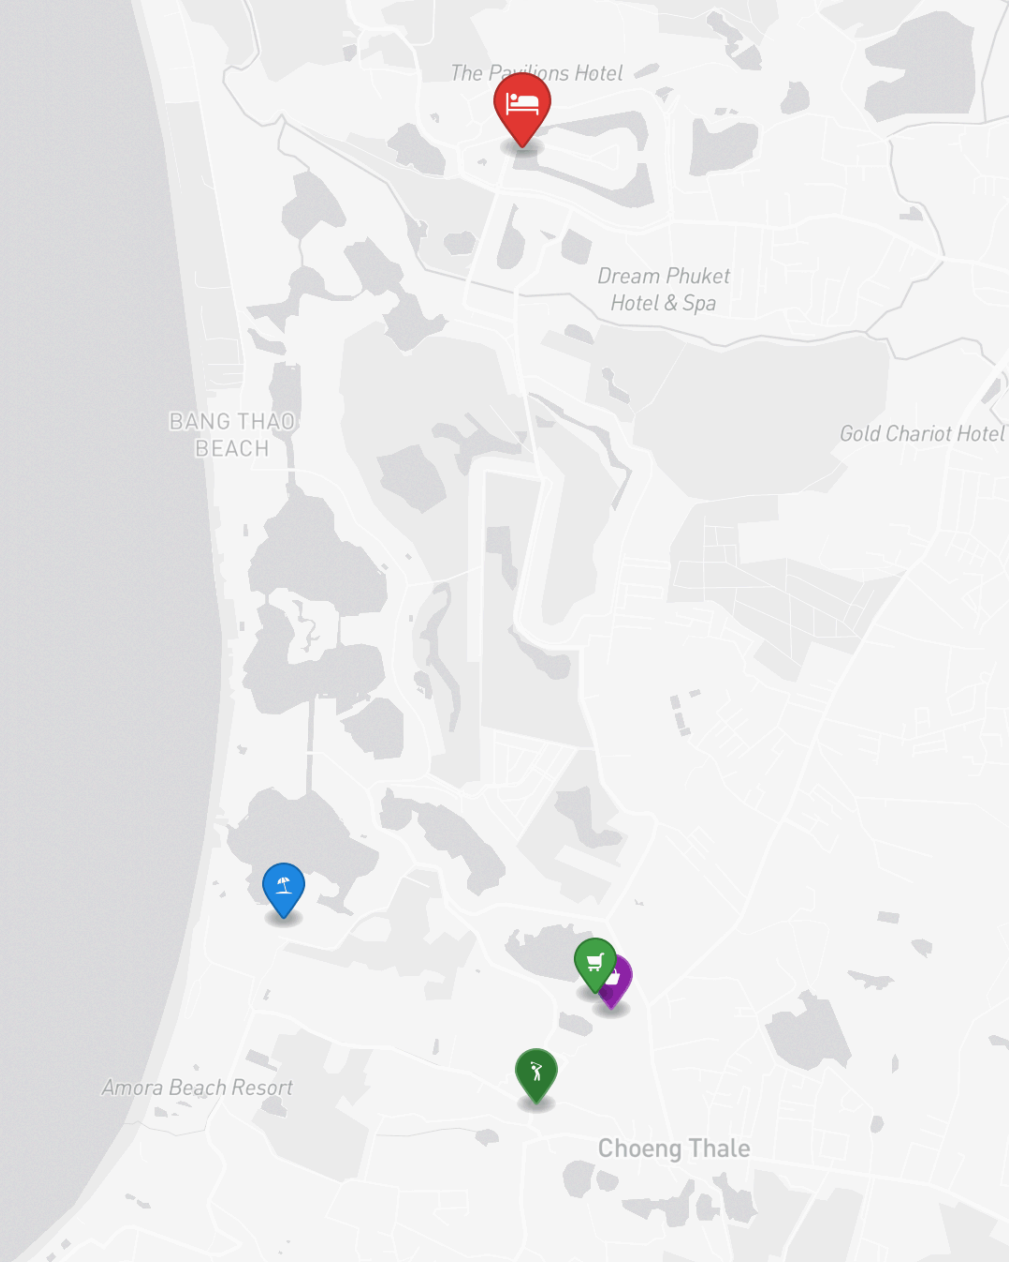 The Pavilions Hotel
Dream Phuket
Hotel & Spa
BANG THAO
BEACH
Gold Chariot Hotel
Amora Beach Resort
Choeng Thale